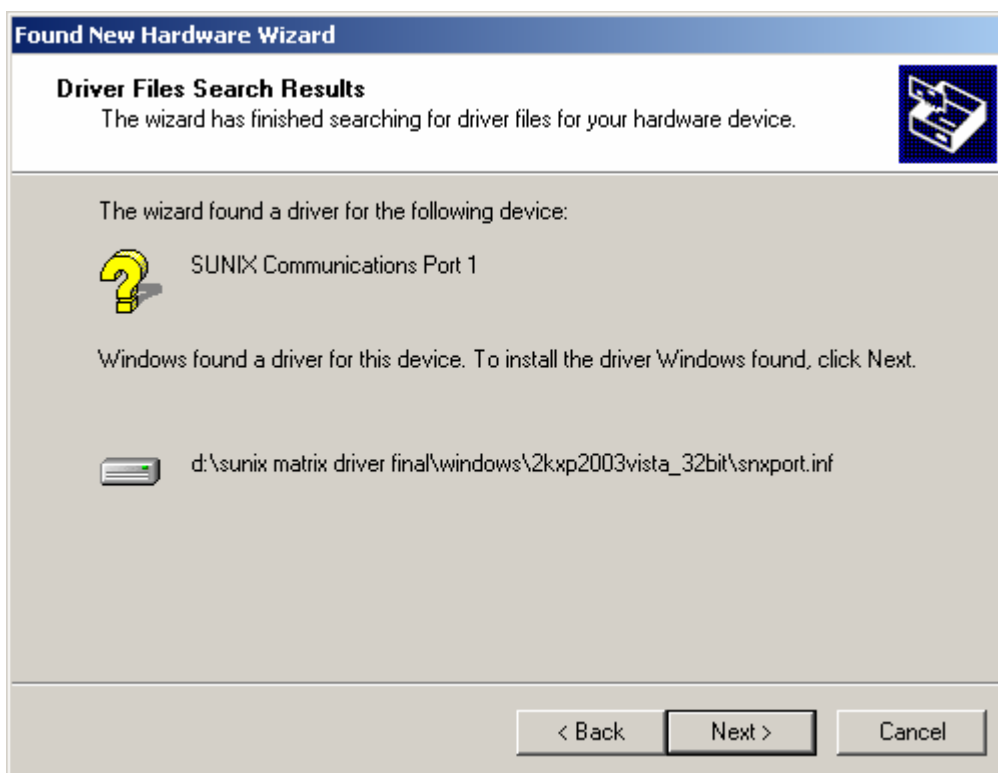 Found New Hardware Wizard
Driver Files Search Results
The wizard has finished searching for driver files for your hardware device.
The wizard found a driver for the following device:
SUNIX Communications Port 1
Windows found a driver for this device. To install the driver Windows found, click Next.
d:\sunix matrix driver final\windows\2kxp2003vista_32bit\snxport.inf
< Back Next > Cancel